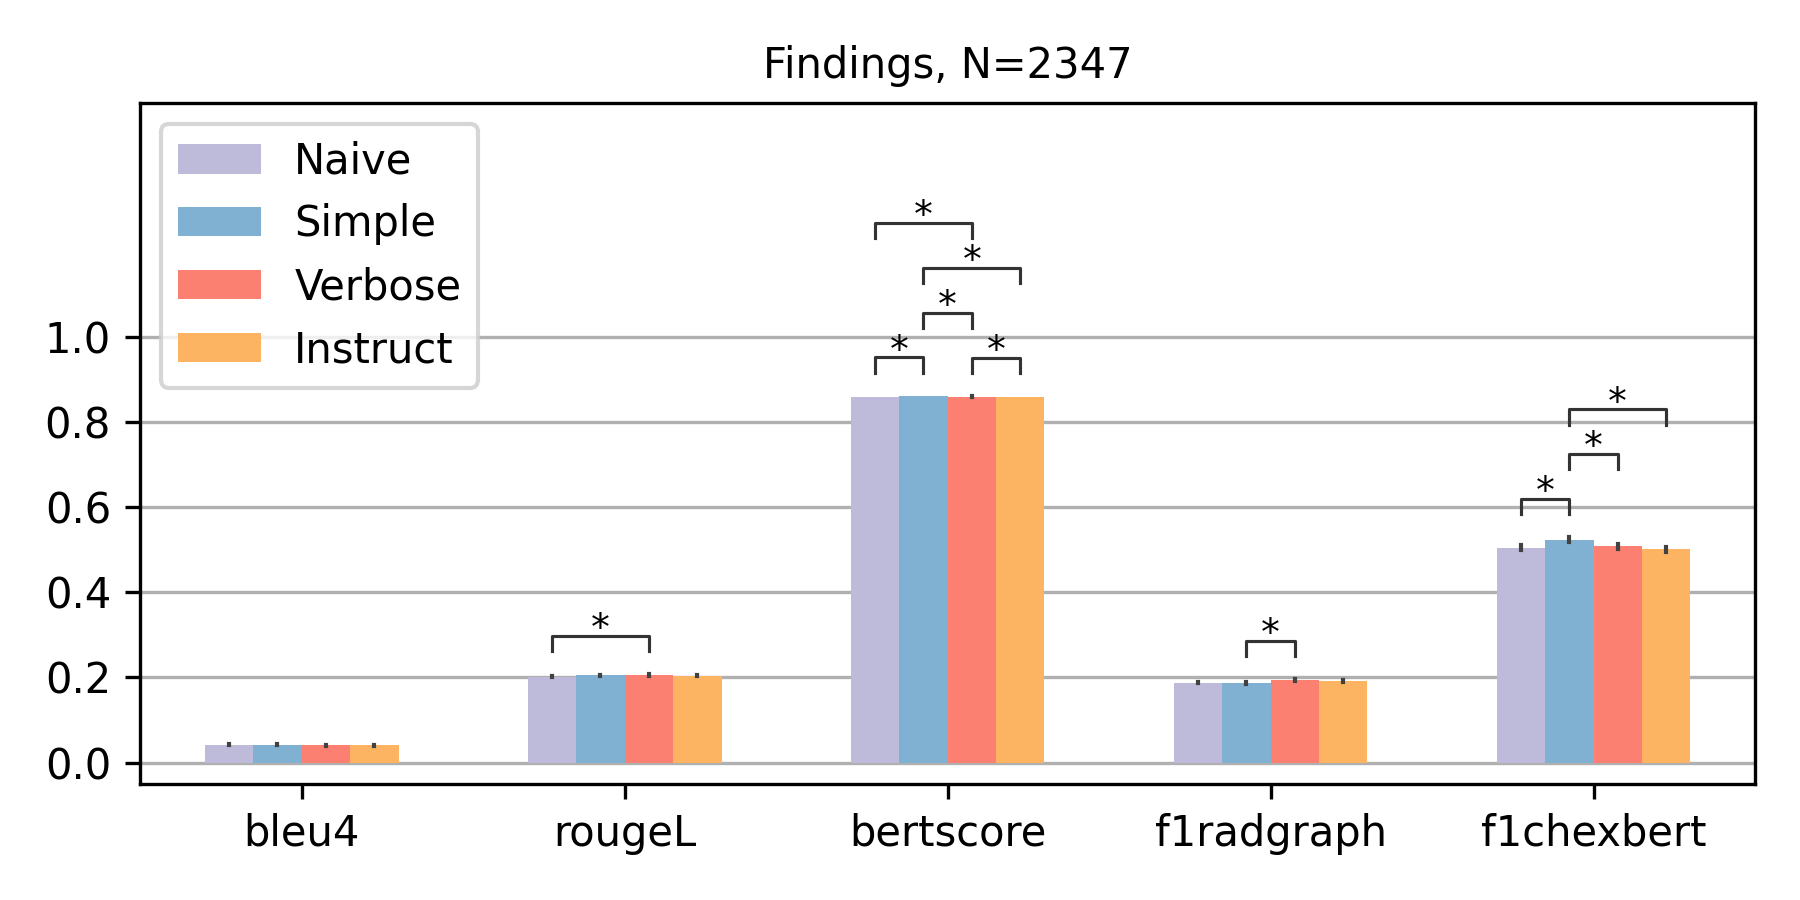 Findings, N=2347
Naive
Simple
Verbose
Instruct
*
*
*
*
*
*
*
*
*
*
1.0
0.8
0.6
0.4
0.2
0.0
bleu4
rougeL
bertscore
f1radgraph
f1chexbert